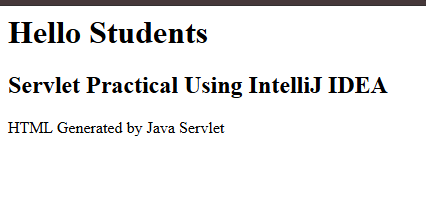 Hello Students
Servlet Practical Using IntelliJ IDEA
HTML Generated by Java Servlet